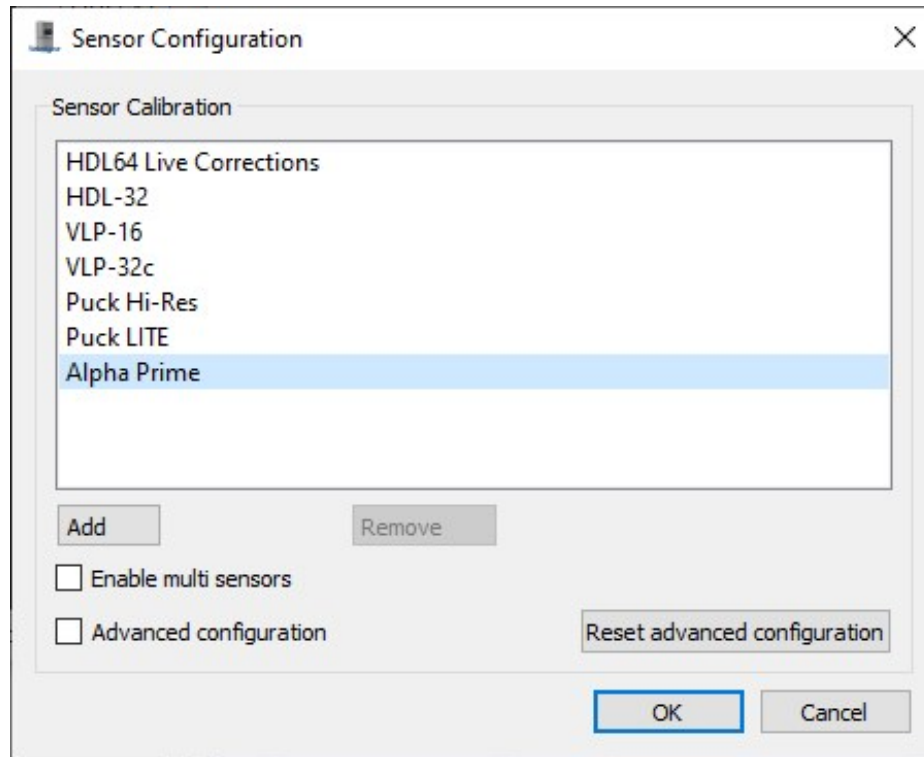 Sensor Configuration
Sensor Calibration
HDL64 Live Corrections
HDL-32
VLP-16
VLP-32c
Puck Hi-Res
Puck LITE
Alpha Prime
Add
Remove
Enable multi sensors
Advanced configuration
Reset advanced configuration
OK
Cancel